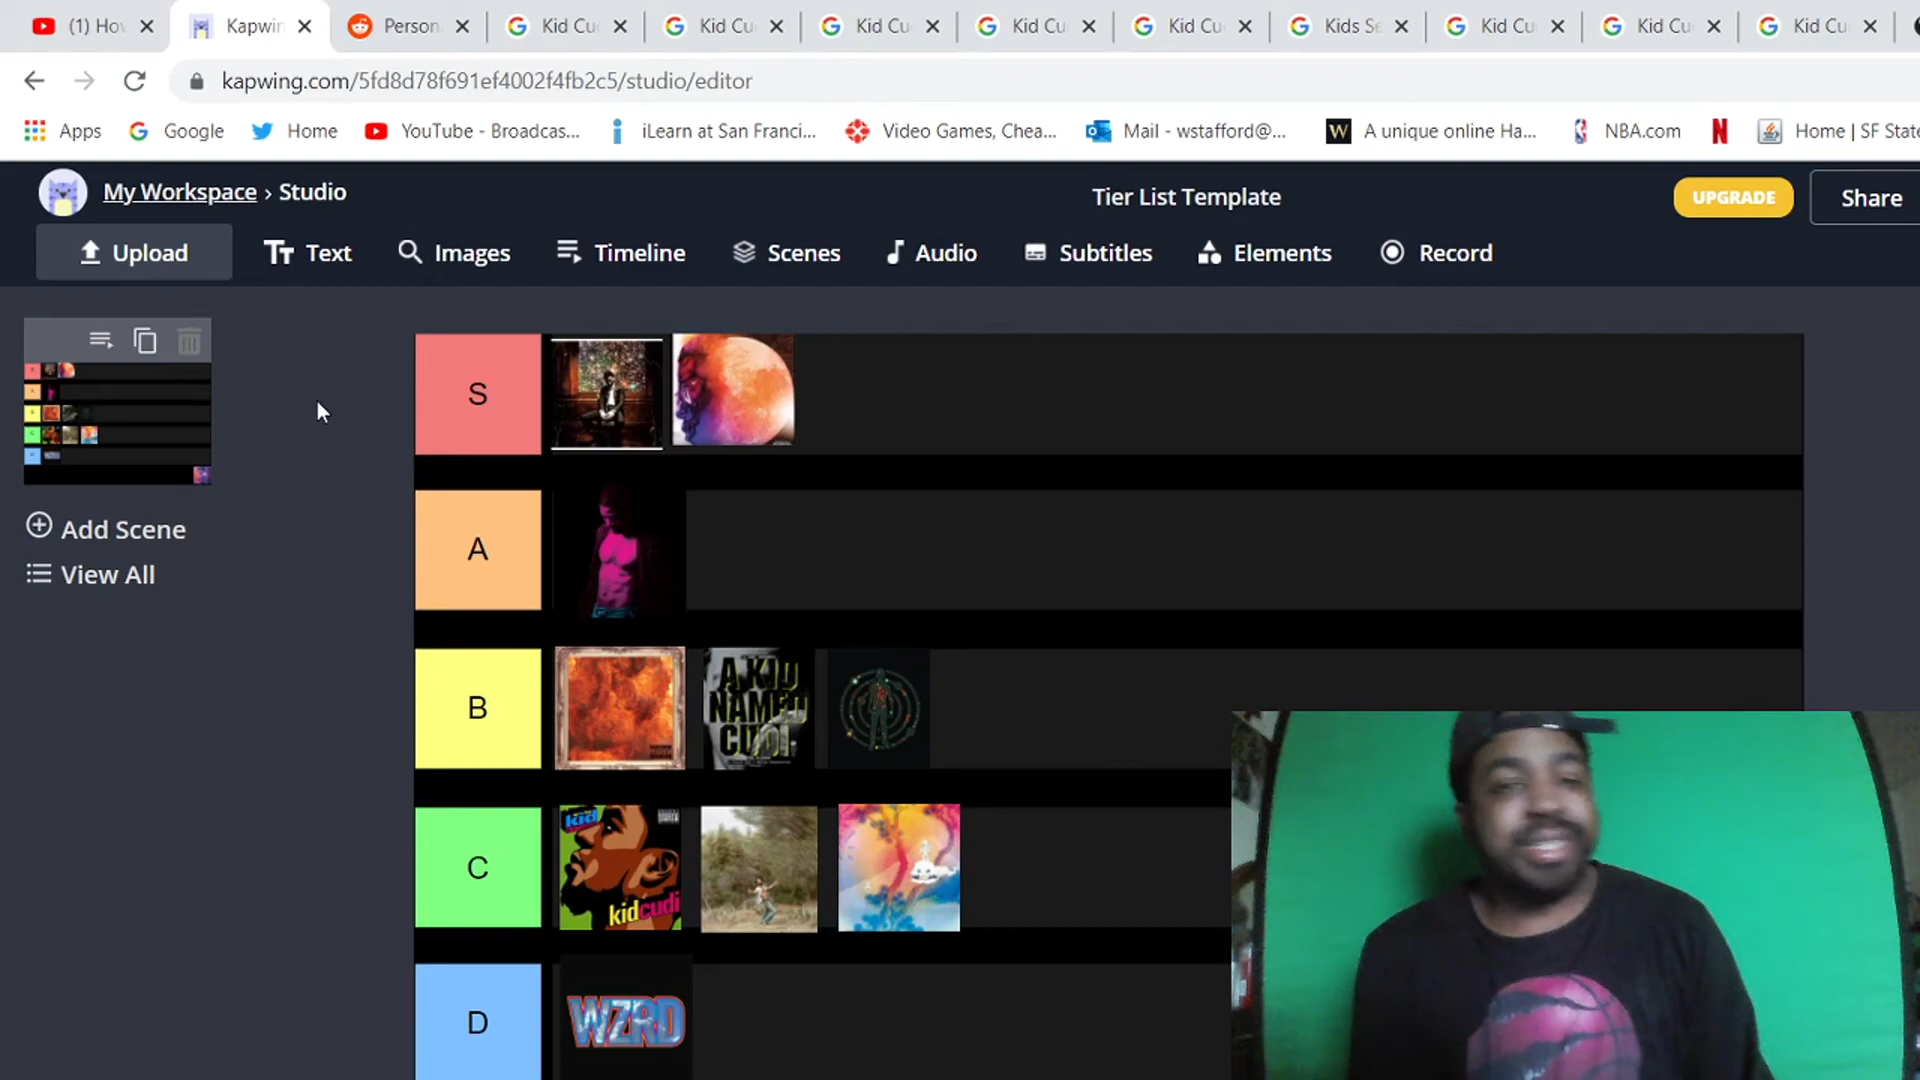 (1) Hov
Kapwin
Person
Kid Cu
Kid Cu
Kid Cu
Kid Cu
Kid Cu
Kids Se
Kid Cu
Kid Cu
Kid Cu
kapwing.com/5fd8d78f691ef4002f4fb2c5/studio/editor
Apps
Google
Home
YouTube - Broadcas...
iLearn at San Franci...
Video Games, Chea...
Mail - wstafford@...
W
A unique online Ha...
NBA.com
N
Home | SF State
My Workspace › Studio
Tier List Template
UPGRADE
Share
Upload
Text
Images
Timeline
Scenes
Audio
Subtitles
Elements
Record
Add Scene
View All
S
A
B
A KID
NAMED
CUDI
C
kid
kid cudi
D
WZRD